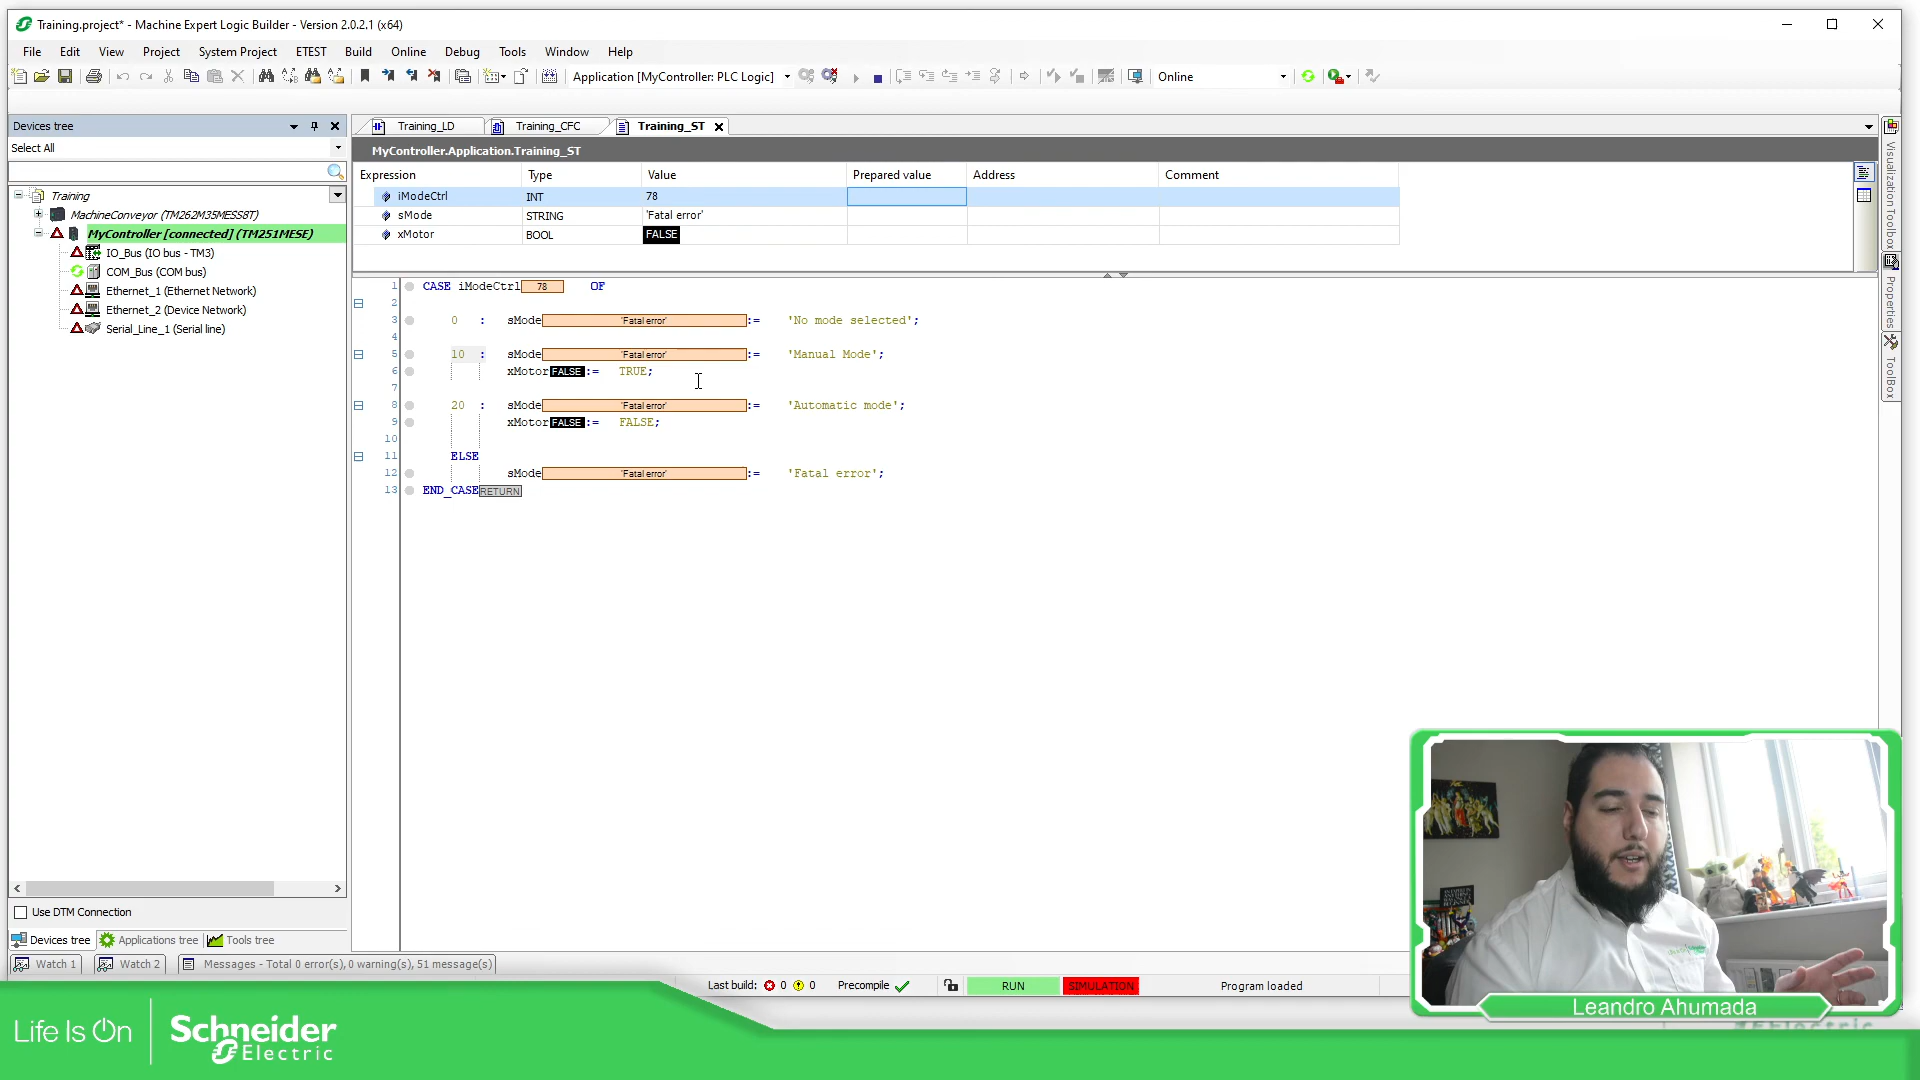 Training.project* - Machine Expert Logic Builder - Version 2.0.2.1 (x64)
File Edit View Project System Project ETEST Build Online Debug Tools Window Help
Application [MyController: PLC Logic] Online
Devices tree
Select All
Training
MachineConveyor (TM262M35MESS8T)
MyController [connected] (TM251MESE)
IO_Bus (IO bus - TM3)
COM_Bus (COM bus)
Ethernet_1 (Ethernet Network)
Ethernet_2 (Device Network)
Serial_Line_1 (Serial line)
Use DTM Connection
Devices tree Applications tree Tools tree
Training_LD Training_CFC Training_ST
MyController.Application.Training_ST
Expression Type Value Prepared value Address Comment
iModeCtrl INT 78
sMode STRING 'Fatal error'
xMotor BOOL FALSE
1 CASE iModeCtrl 78 OF
2
3 0 : sMode 'Fatal error' := 'No mode selected';
4
5 10 : sMode 'Fatal error' := 'Manual Mode';
6 xMotor FALSE := TRUE;
7
8 20 : sMode 'Fatal error' := 'Automatic mode';
9 xMotor FALSE := FALSE;
10
11 ELSE
12 sMode 'Fatal error' := 'Fatal error';
13 END_CASE RETURN
Visualization Toolbox
Properties
ToolBox
Watch 1 Watch 2 Messages - Total 0 error(s), 0 warning(s), 51 message(s)
Last build: 0 0 Precompile RUN SIMULATION Program loaded
Leandro Ahumada
Life Is On Schneider Electric